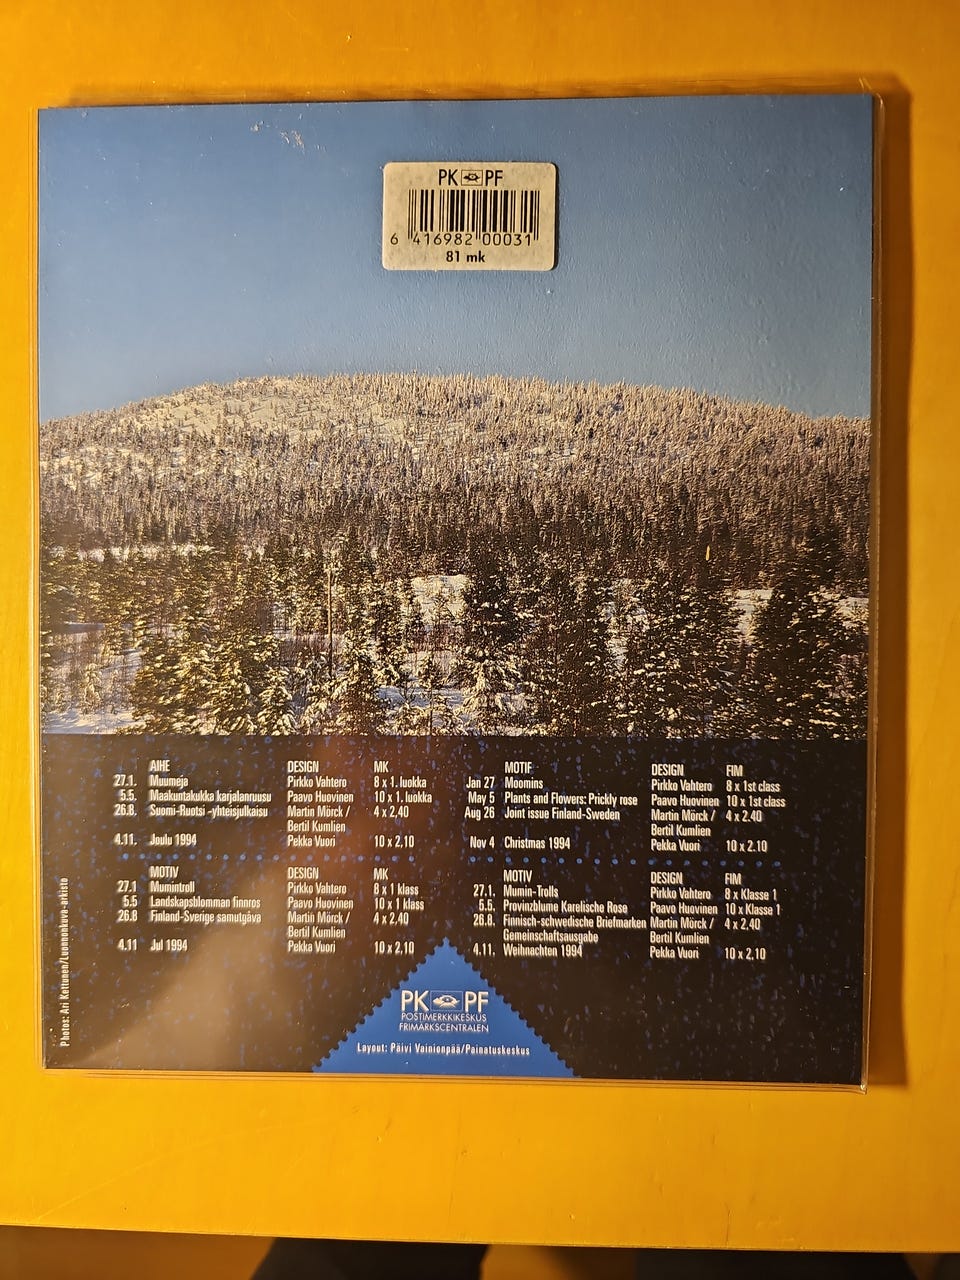 PK PF
6 416982 00031
81 mk
AIHE DESIGN MK
27.1. Muumeja Pirkko Vahtero 8 x 1. luokka
5.5. Maakuntakukka karjalanruusu Paavo Huovinen 10 x 1. luokka
26.8. Suomi-Ruotsi -yhteisjulkaisu Martin Mörck / 4 x 2,40
Bertil Kumlien
4.11. Joulu 1994 Pekka Vuori 10 x 2,10
MOTIF DESIGN FIM
Jan 27 Moomins Pirkko Vahtero 8 x 1st class
May 5 Plants and Flowers: Prickly rose Paavo Huovinen 10 x 1st class
Aug 26 Joint issue Finland-Sweden Martin Mörck / 4 x 2.40
Bertil Kumlien
Nov 4 Christmas 1994 Pekka Vuori 10 x 2.10
MOTIV DESIGN MK
27.1 Mumintroll Pirkko Vahtero 8 x 1 klass
5.5 Landskapsblomman finnros Paavo Huovinen 10 x 1 klass
26.8 Finland-Sverige samutgåva Martin Mörck / 4 x 2,40
Bertil Kumlien
4.11 Jul 1994 Pekka Vuori 10 x 2,10
MOTIV DESIGN FIM
27.1. Mumin-Trolls Pirkko Vahtero 8 x Klasse 1
5.5. Provinzblume Karelische Rose Paavo Huovinen 10 x Klasse 1
26.8. Finnisch-schwedische Briefmarken Martin Mörck / 4 x 2,40
Gemeinschaftsausgabe Bertil Kumlien
4.11. Weihnachten 1994 Pekka Vuori 10 x 2,10
Photos: Ari Kettunen/Luonnonkuva-arkisto
PK PF
POSTIMERKKIKESKUS
FRIMÄRKSCENTRALEN
Layout: Päivi Vainionpää/Painatuskeskus